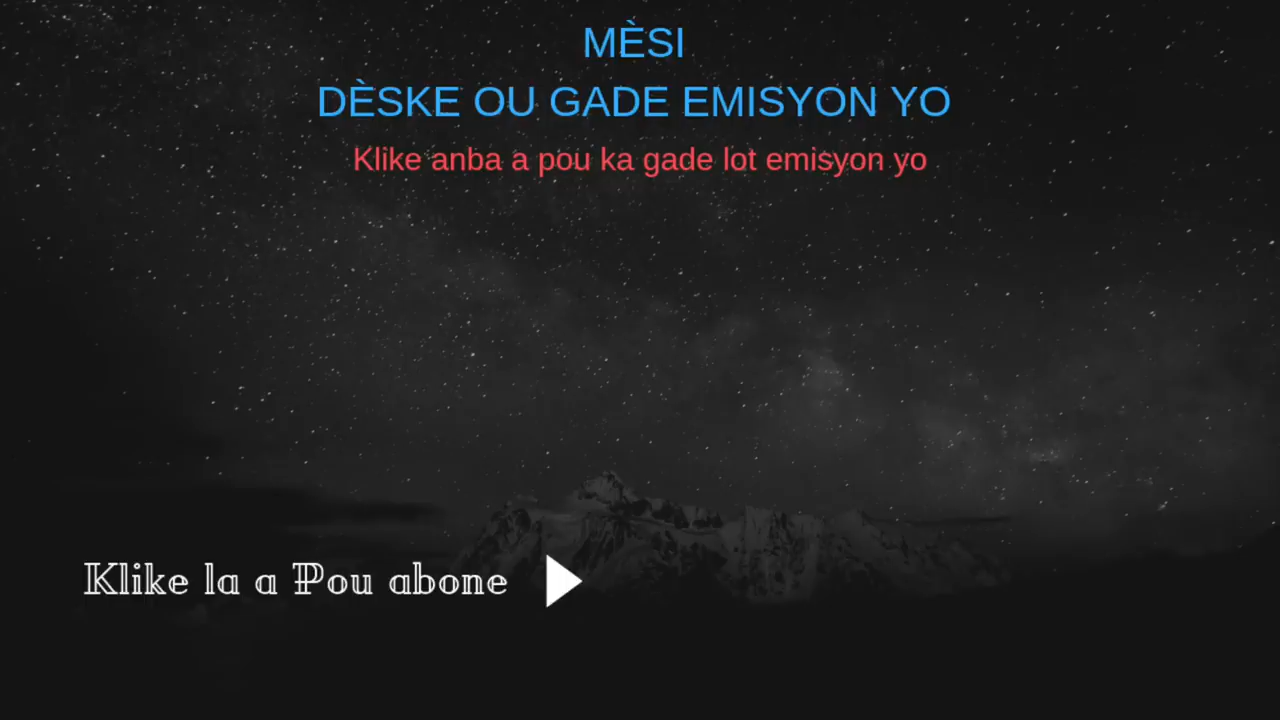 MÈSI
DÈSKE OU GADE EMISYON YO
Klike anba a pou ka gade lot emisyon yo
Klike la a Pou abone